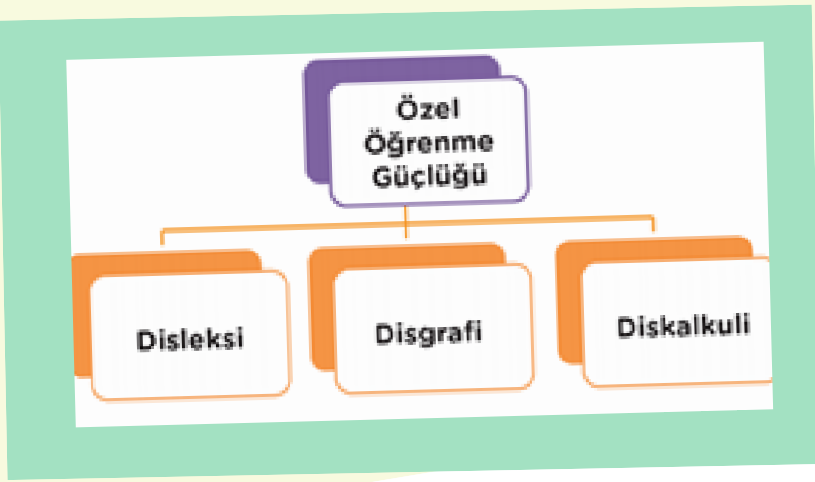 Özel
Öğrenme
Güçlüğü
Disleksi
Disgrafi
Diskalkuli